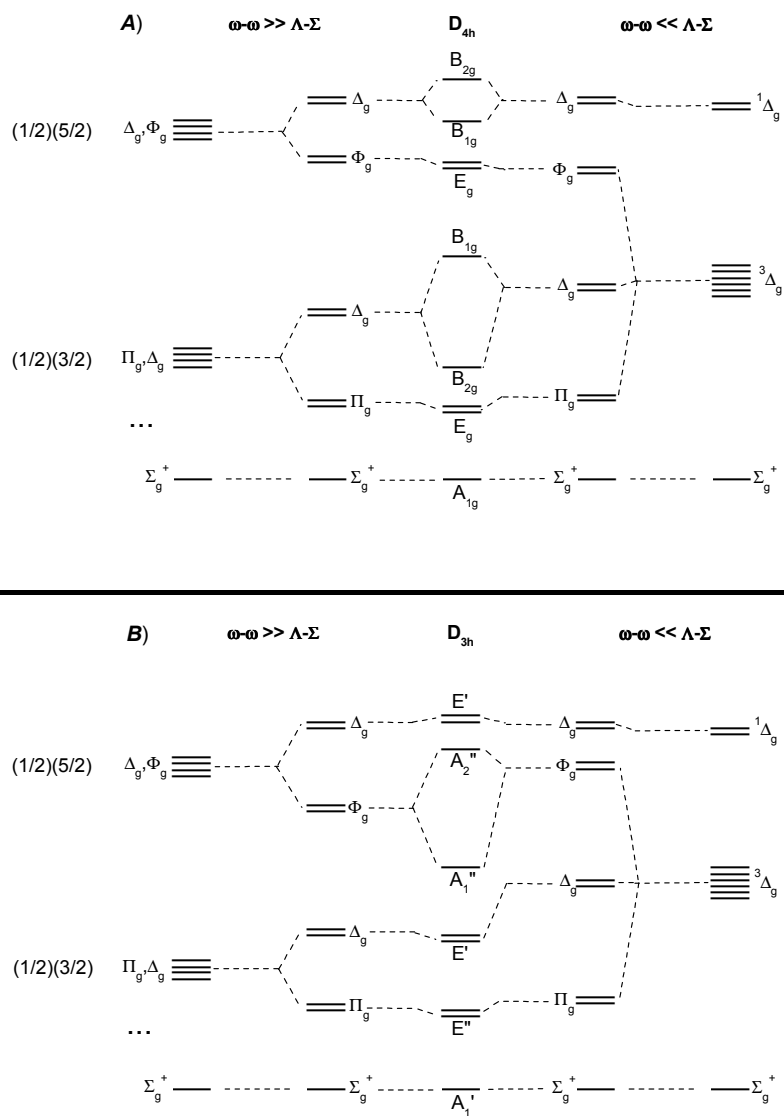 A) ω-ω >> Λ-Σ D4h ω-ω << Λ-Σ
B2g
(1/2)(5/2) Δg,Φg Δg Δg 1Δg
B1g
Φg Φg
Eg
B1g
3Δg
Δg Δg
(1/2)(3/2) Πg,Δg
B2g
Πg Πg
Eg
...
Σg+ Σg+ Σg+ Σg+
A1g
B) ω-ω >> Λ-Σ D3h ω-ω << Λ-Σ
E'
Δg Δg 1Δg
(1/2)(5/2) Δg,Φg A2" Φg
Φg
A1" Δg 3Δg
Δg
E'
(1/2)(3/2) Πg,Δg
Πg Πg
E"
...
Σg+ Σg+ Σg+ Σg+
A1'